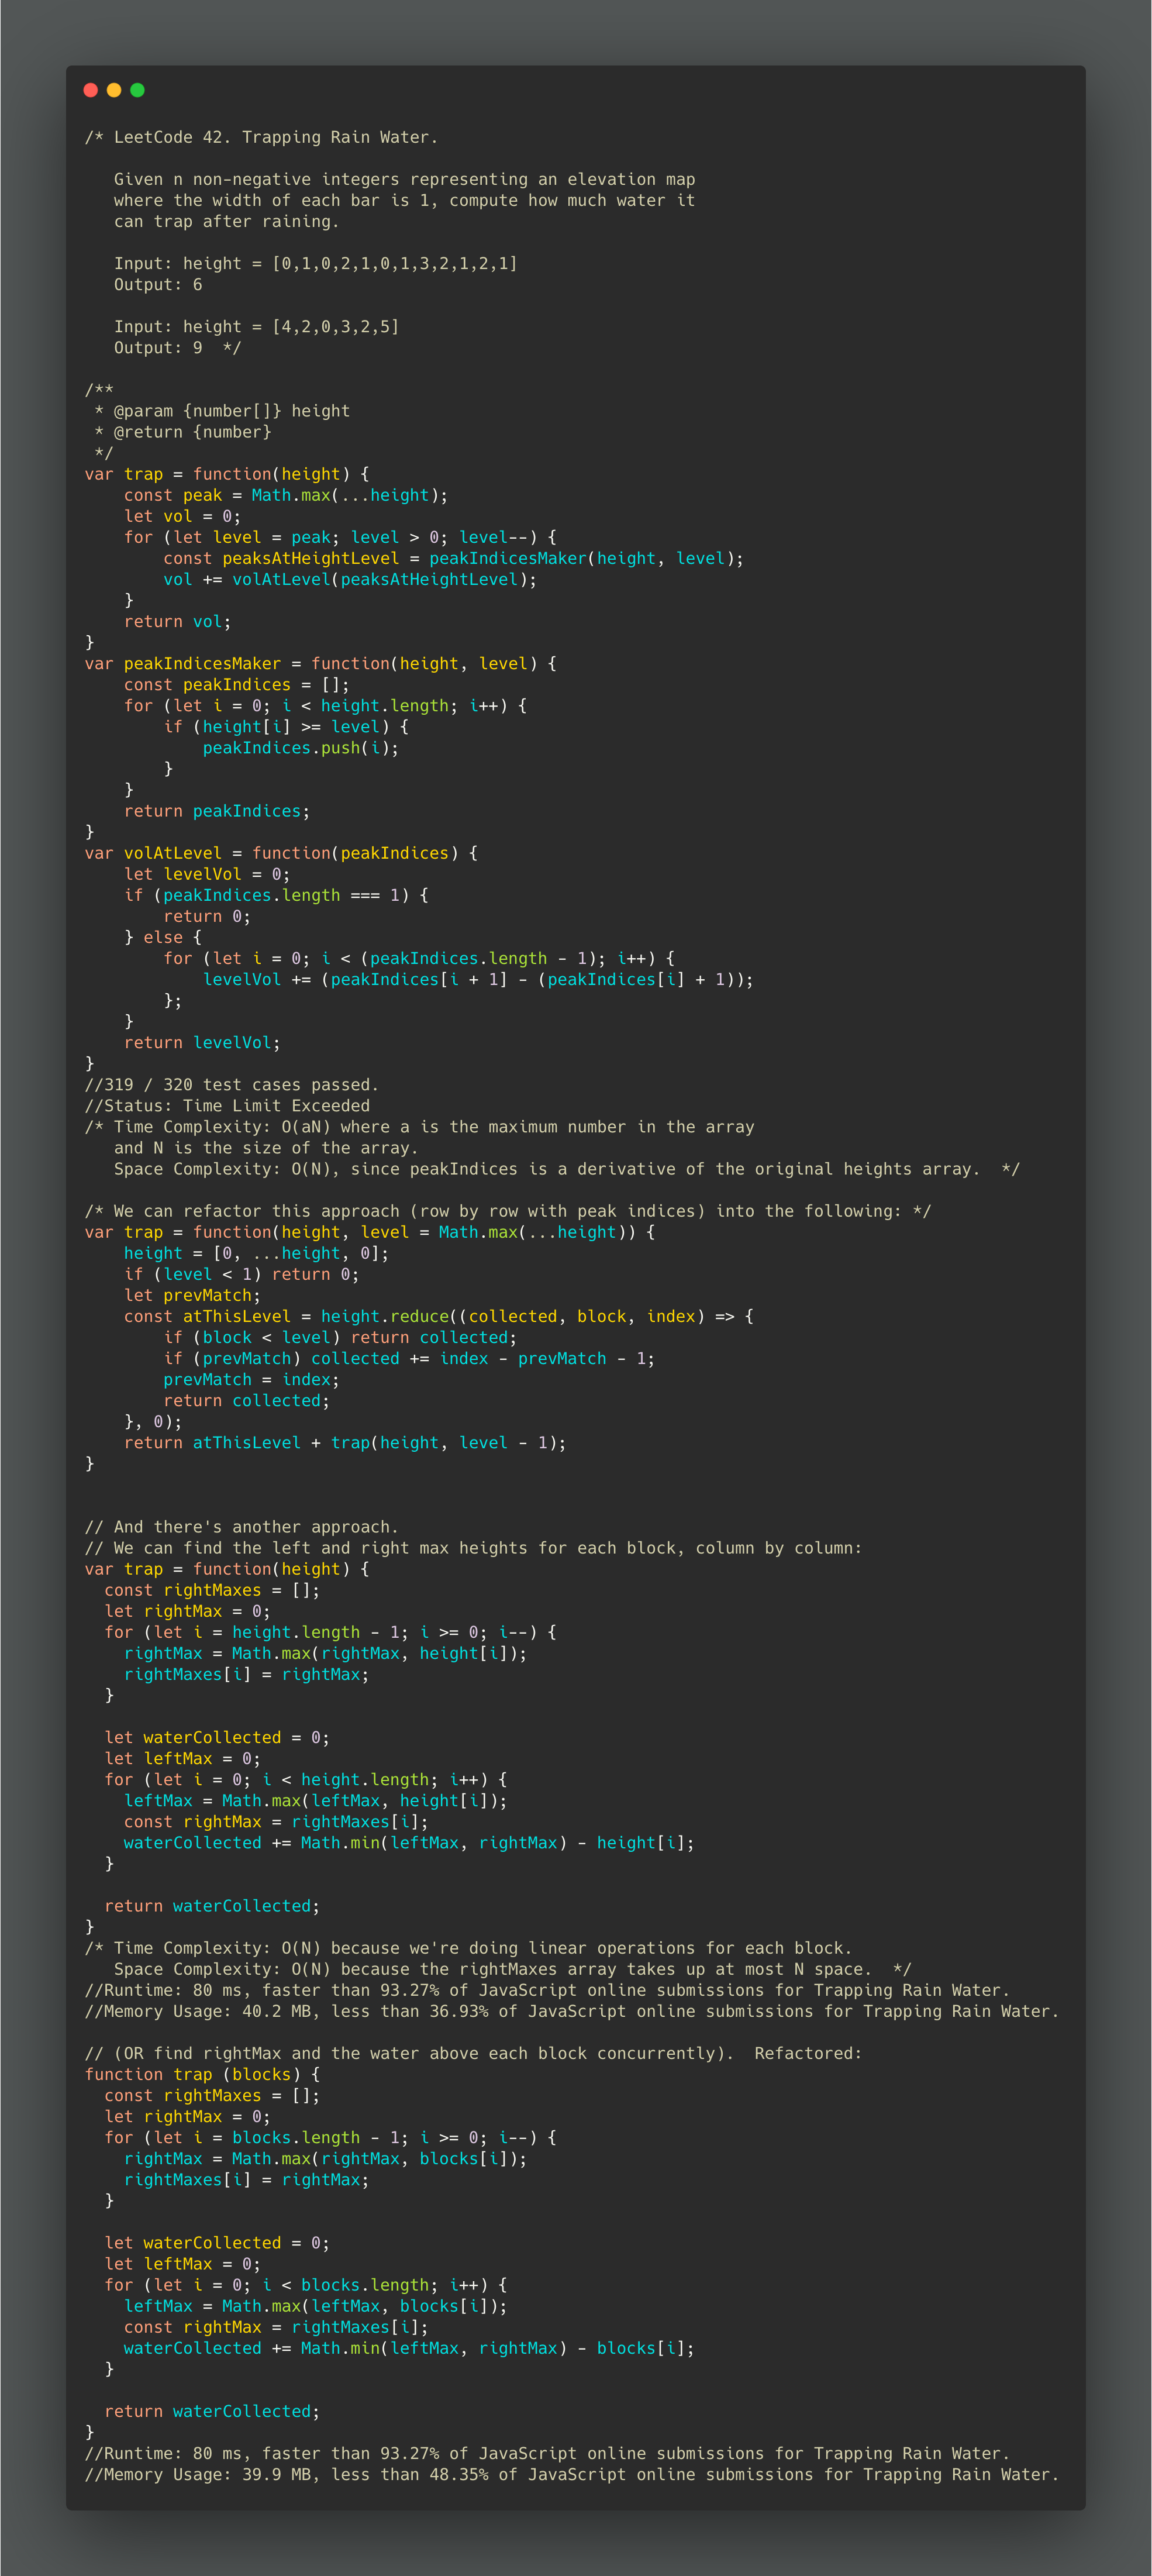 /* LeetCode 42. Trapping Rain Water.

   Given n non-negative integers representing an elevation map
   where the width of each bar is 1, compute how much water it
   can trap after raining.

   Input: height = [0,1,0,2,1,0,1,3,2,1,2,1]
   Output: 6

   Input: height = [4,2,0,3,2,5]
   Output: 9  */

/**
 * @param {number[]} height
 * @return {number}
 */
var trap = function(height) {
    const peak = Math.max(...height);
    let vol = 0;
    for (let level = peak; level > 0; level--) {
        const peaksAtHeightLevel = peakIndicesMaker(height, level);
        vol += volAtLevel(peaksAtHeightLevel);
    }
    return vol;
}
var peakIndicesMaker = function(height, level) {
    const peakIndices = [];
    for (let i = 0; i < height.length; i++) {
        if (height[i] >= level) {
            peakIndices.push(i);
        }
    }
    return peakIndices;
}
var volAtLevel = function(peakIndices) {
    let levelVol = 0;
    if (peakIndices.length === 1) {
        return 0;
    } else {
        for (let i = 0; i < (peakIndices.length - 1); i++) {
            levelVol += (peakIndices[i + 1] - (peakIndices[i] + 1));
        };
    }
    return levelVol;
}
//319 / 320 test cases passed.
//Status: Time Limit Exceeded
/* Time Complexity: O(aN) where a is the maximum number in the array
   and N is the size of the array.
   Space Complexity: O(N), since peakIndices is a derivative of the original heights array.  */

/* We can refactor this approach (row by row with peak indices) into the following: */
var trap = function(height, level = Math.max(...height)) {
    height = [0, ...height, 0];
    if (level < 1) return 0;
    let prevMatch;
    const atThisLevel = height.reduce((collected, block, index) => {
        if (block < level) return collected;
        if (prevMatch) collected += index - prevMatch - 1;
        prevMatch = index;
        return collected;
    }, 0);
    return atThisLevel + trap(height, level - 1);
}


// And there's another approach.
// We can find the left and right max heights for each block, column by column:
var trap = function(height) {
  const rightMaxes = [];
  let rightMax = 0;
  for (let i = height.length - 1; i >= 0; i--) {
    rightMax = Math.max(rightMax, height[i]);
    rightMaxes[i] = rightMax;
  }

  let waterCollected = 0;
  let leftMax = 0;
  for (let i = 0; i < height.length; i++) {
    leftMax = Math.max(leftMax, height[i]);
    const rightMax = rightMaxes[i];
    waterCollected += Math.min(leftMax, rightMax) - height[i];
  }

  return waterCollected;
}
/* Time Complexity: O(N) because we're doing linear operations for each block.
   Space Complexity: O(N) because the rightMaxes array takes up at most N space.  */
//Runtime: 80 ms, faster than 93.27% of JavaScript online submissions for Trapping Rain Water.
//Memory Usage: 40.2 MB, less than 36.93% of JavaScript online submissions for Trapping Rain Water.

// (OR find rightMax and the water above each block concurrently).  Refactored:
function trap (blocks) {
  const rightMaxes = [];
  let rightMax = 0;
  for (let i = blocks.length - 1; i >= 0; i--) {
    rightMax = Math.max(rightMax, blocks[i]);
    rightMaxes[i] = rightMax;
  }

  let waterCollected = 0;
  let leftMax = 0;
  for (let i = 0; i < blocks.length; i++) {
    leftMax = Math.max(leftMax, blocks[i]);
    const rightMax = rightMaxes[i];
    waterCollected += Math.min(leftMax, rightMax) - blocks[i];
  }

  return waterCollected;
}
//Runtime: 80 ms, faster than 93.27% of JavaScript online submissions for Trapping Rain Water.
//Memory Usage: 39.9 MB, less than 48.35% of JavaScript online submissions for Trapping Rain Water.